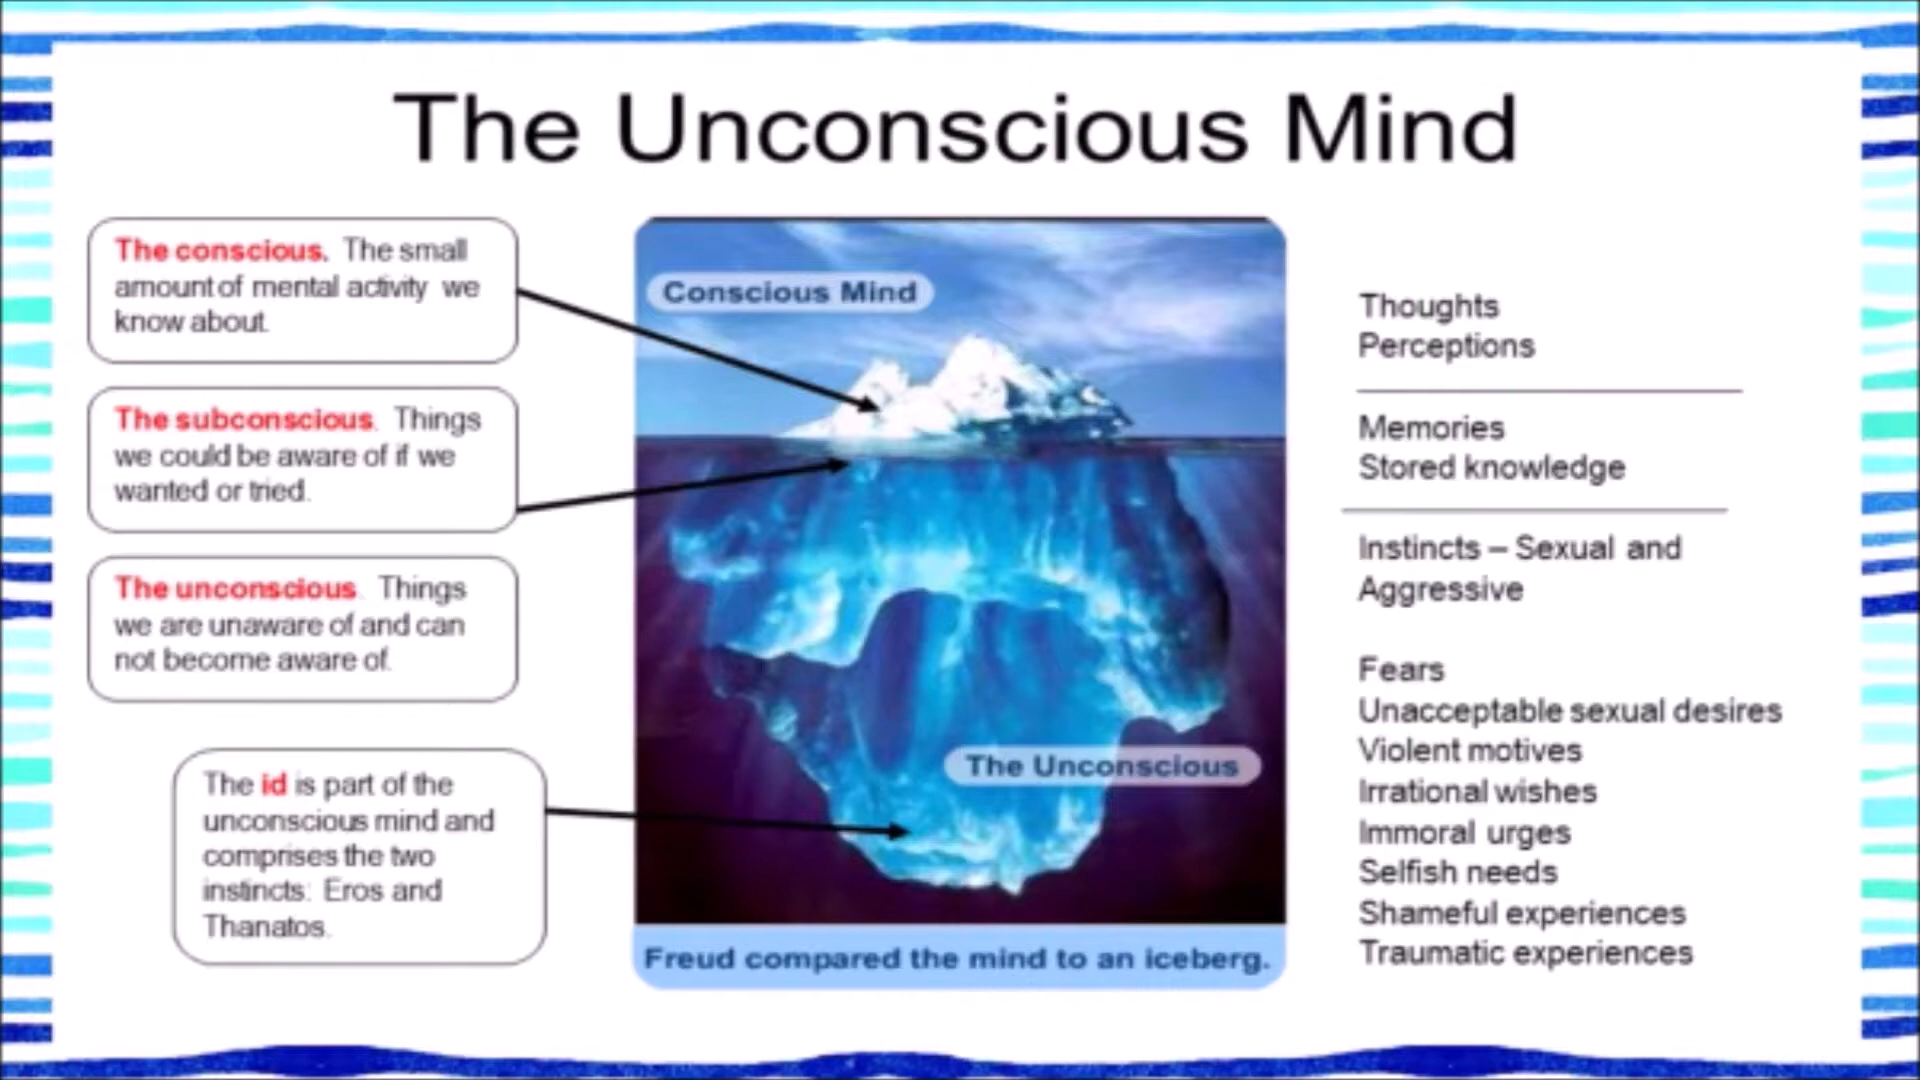 The Unconscious Mind
The conscious. The small
amount of mental activity we
know about.
The subconscious. Things
we could be aware of if we
wanted or tried.
The unconscious. Things
we are unaware of and can
not become aware of.
The id is part of the
unconscious mind and
comprises the two
instincts: Eros and
Thanatos.
Conscious Mind
The Unconscious
Freud compared the mind to an iceberg.
Thoughts
Perceptions
Memories
Stored knowledge
Instincts – Sexual and
Aggressive
Fears
Unacceptable sexual desires
Violent motives
Irrational wishes
Immoral urges
Selfish needs
Shameful experiences
Traumatic experiences